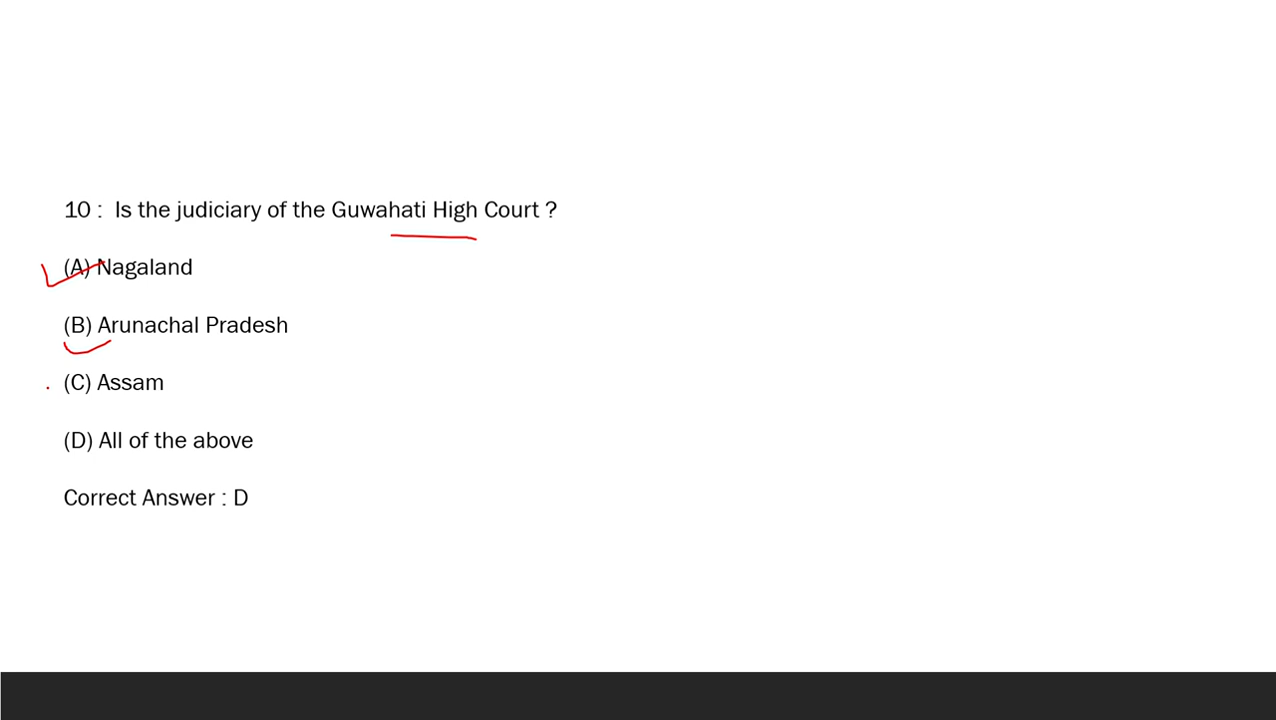 10 :  Is the judiciary of the Guwahati High Court ?
(A) Nagaland
(B) Arunachal Pradesh
(C) Assam
(D) All of the above
Correct Answer : D